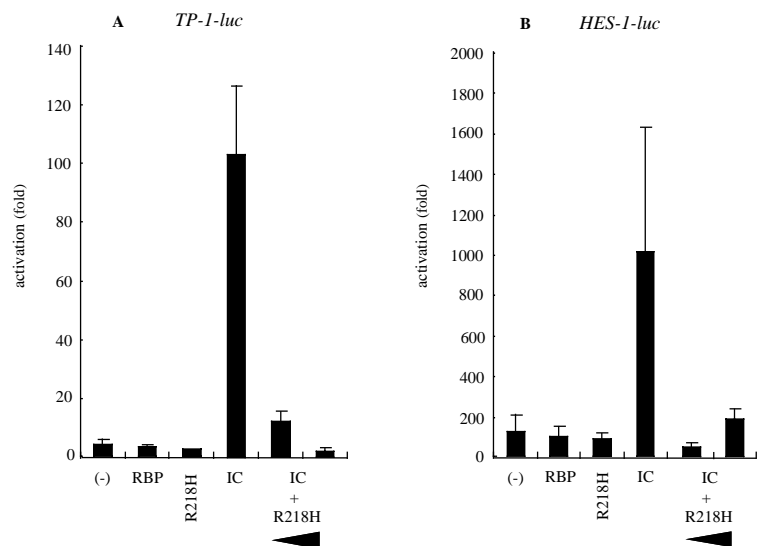 A TP-1-luc
140
120
100
80
60
40
20
0
activation (fold)
(-) RBP R218H IC IC
+
R218H
B HES-1-luc
2000
1800
1600
1400
1200
1000
800
600
400
200
0
activation (fold)
(-) RBP R218H IC IC
+
R218H